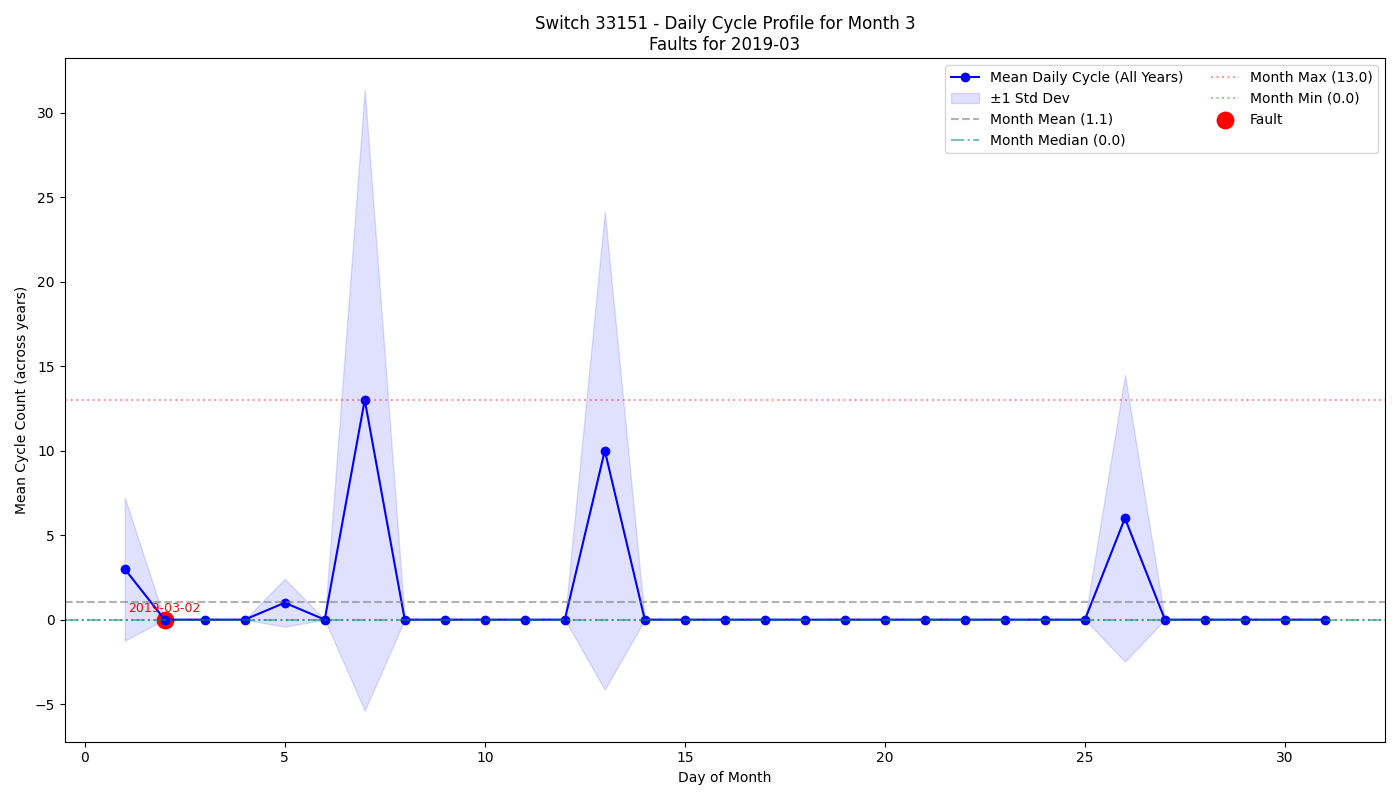 Switch 33151 - Daily Cycle Profile for Month 3
Faults for 2019-03
Mean Daily Cycle (All Years)
±1 Std Dev
Month Mean (1.1)
Month Median (0.0)
Month Max (13.0)
Month Min (0.0)
Fault
Mean Cycle Count (across years)
30
25
20
15
10
5
0
−5
2019-03-02
0
5
10
15
20
25
30
Day of Month